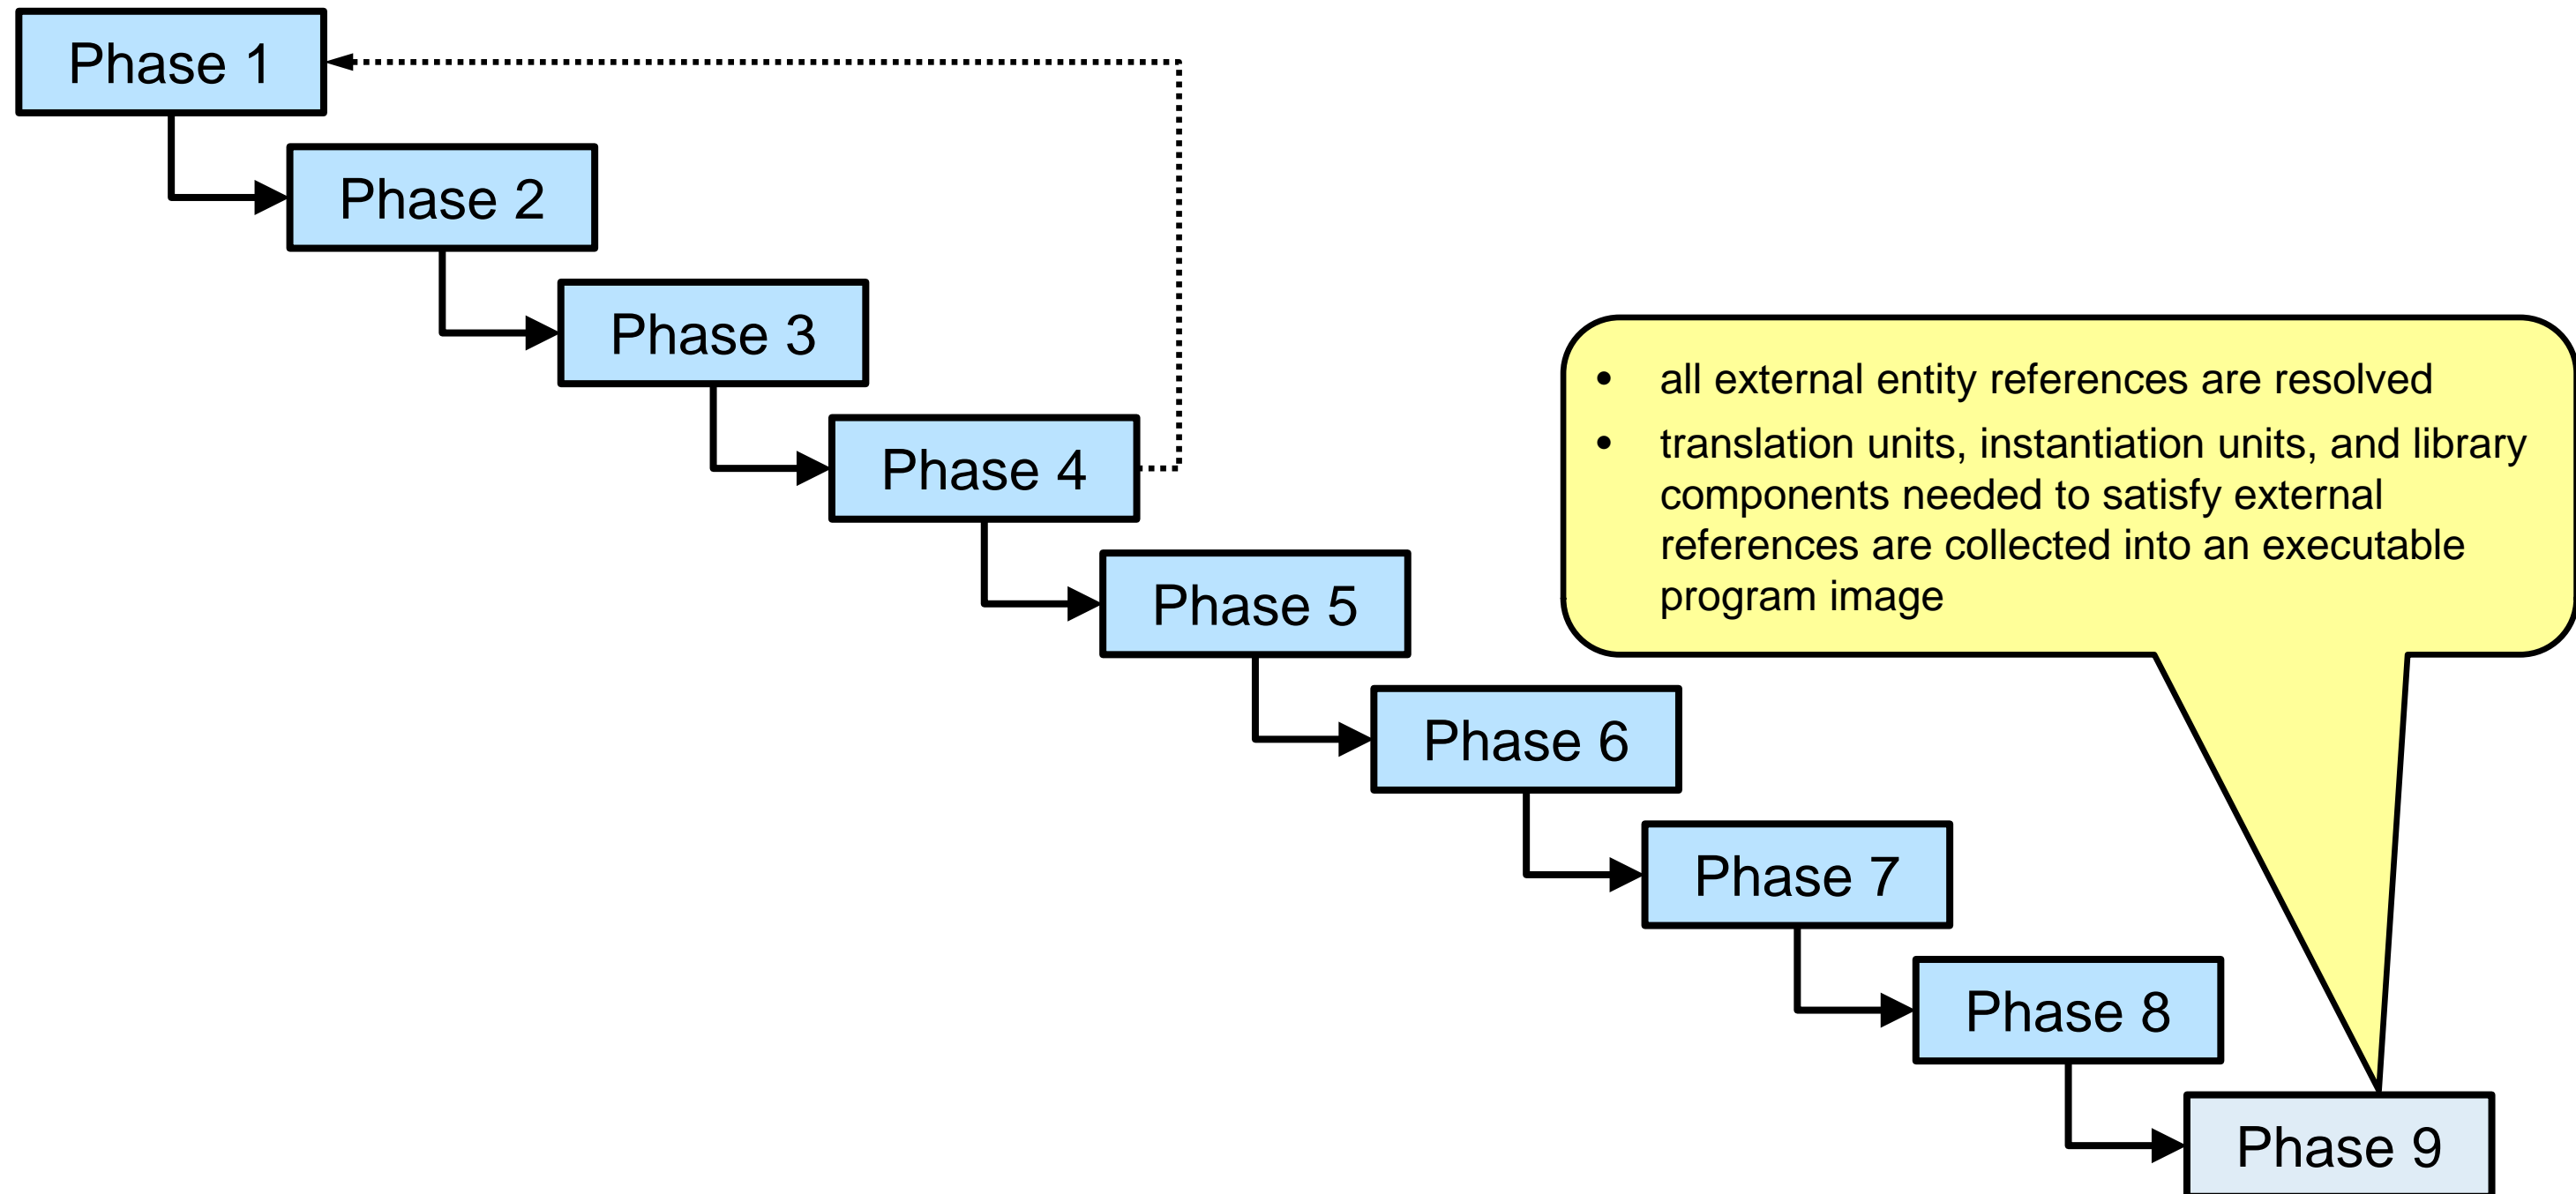 Phase 1
Phase 2
Phase 3
Phase 4
Phase 5
Phase 6
Phase 7
Phase 8
Phase 9
• all external entity references are resolved
• translation units, instantiation units, and library
components needed to satisfy external
references are collected into an executable
program image